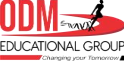 ODM
EDUCATIONAL GROUP
Changing your Tomorrow